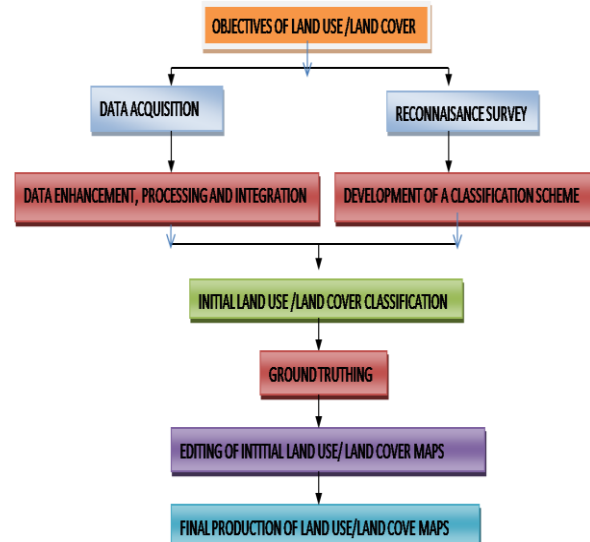 OBJECTIVES OF LAND USE /LAND COVER
DATA ACQUISITION
RECONNAISANCE SURVEY
DATA ENHANCEMENT, PROCESSING AND INTEGRATION
DEVELOPMENT OF A CLASSIFICATION SCHEME
INITIAL LAND USE /LAND COVER CLASSIFICATION
GROUND TRUTHING
EDITING OF INTITIAL LAND USE/ LAND COVER MAPS
FINAL PRODUCTION OF LAND USE/LAND COVE MAPS